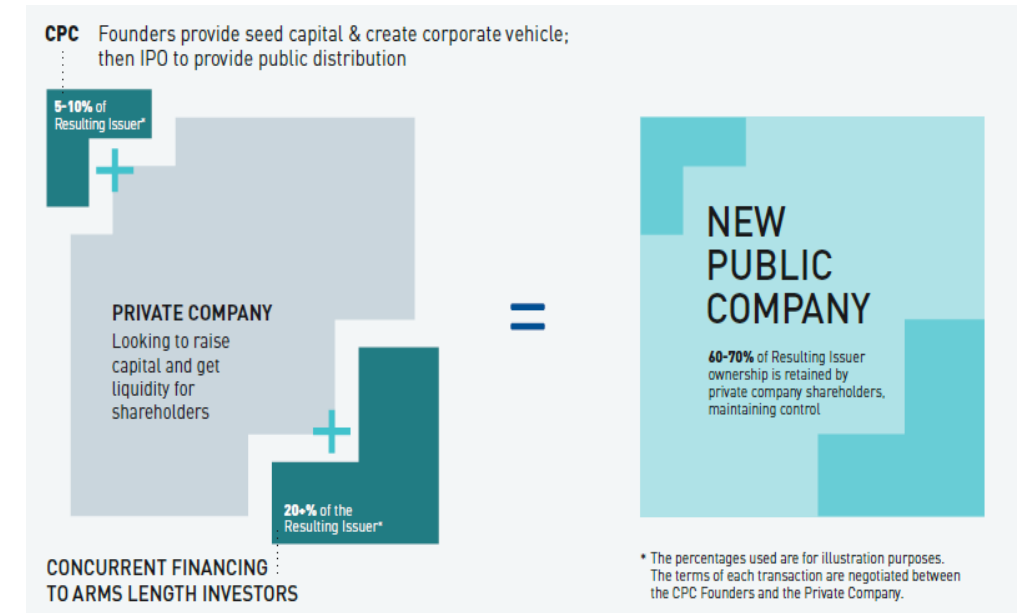 CPC Founders provide seed capital & create corporate vehicle;
then IPO to provide public distribution
5-10% of
Resulting Issuer*
+
PRIVATE COMPANY
Looking to raise
capital and get
liquidity for
shareholders
+
20+% of the
Resulting Issuer*
CONCURRENT FINANCING
TO ARMS LENGTH INVESTORS
=
NEW
PUBLIC
COMPANY
60-70% of Resulting Issuer
ownership is retained by
private company shareholders,
maintaining control
* The percentages used are for illustration purposes.
The terms of each transaction are negotiated between
the CPC Founders and the Private Company.